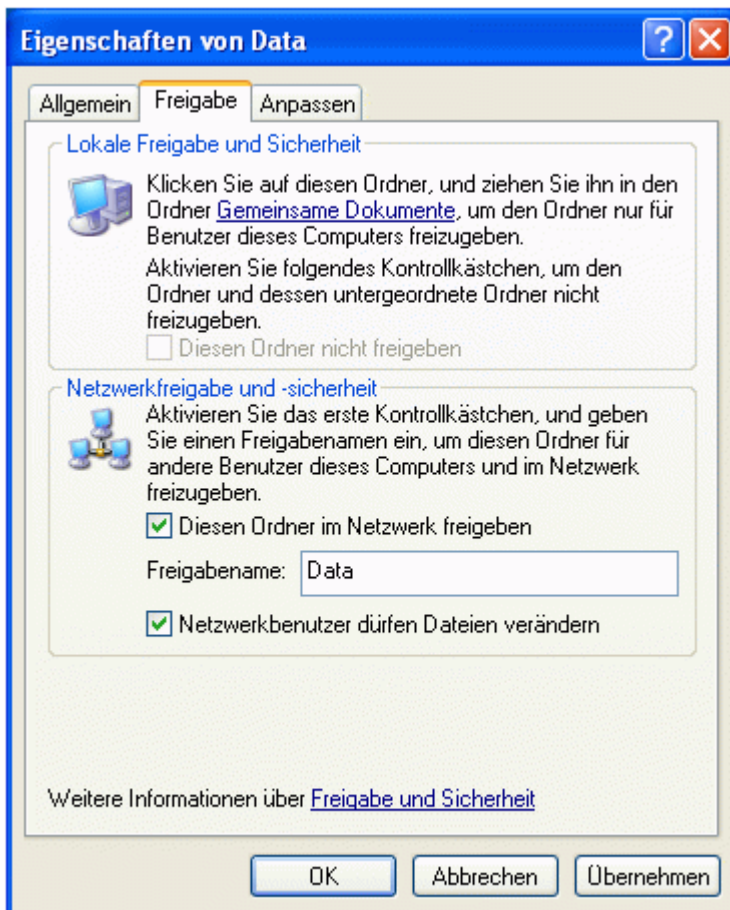 Eigenschaften von Data
Allgemein Freigabe Anpassen
Lokale Freigabe und Sicherheit
Klicken Sie auf diesen Ordner, und ziehen Sie ihn in den
Ordner Gemeinsame Dokumente, um den Ordner nur für
Benutzer dieses Computers freizugeben.
Aktivieren Sie folgendes Kontrollkästchen, um den
Ordner und dessen untergeordnete Ordner nicht
freizugeben.
Diesen Ordner nicht freigeben
Netzwerkfreigabe und -sicherheit
Aktivieren Sie das erste Kontrollkästchen, und geben
Sie einen Freigabenamen ein, um diesen Ordner für
andere Benutzer dieses Computers und im Netzwerk
freizugeben.
Diesen Ordner im Netzwerk freigeben
Freigabename: Data
Netzwerkbenutzer dürfen Dateien verändern
Weitere Informationen über Freigabe und Sicherheit
OK Abbrechen Übernehmen